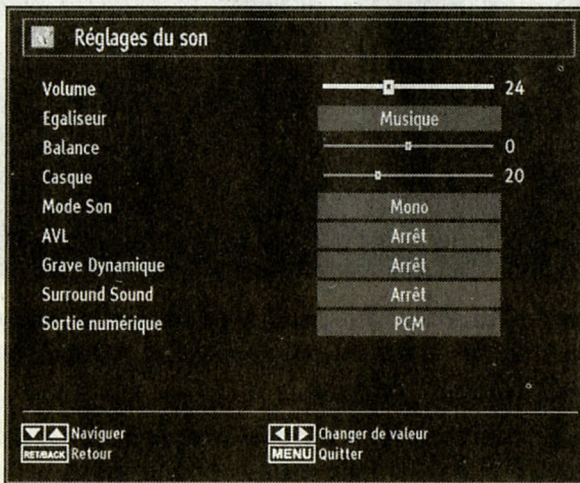 Réglages du son
Volume 24
Egaliseur Musique
Balance 0
Casque 20
Mode Son Mono
AVL Arrêt
Grave Dynamique Arrêt
Surround Sound Arrêt
Sortie numérique PCM
Naviguer Changer de valeur
RET/BACK Retour MENU Quitter